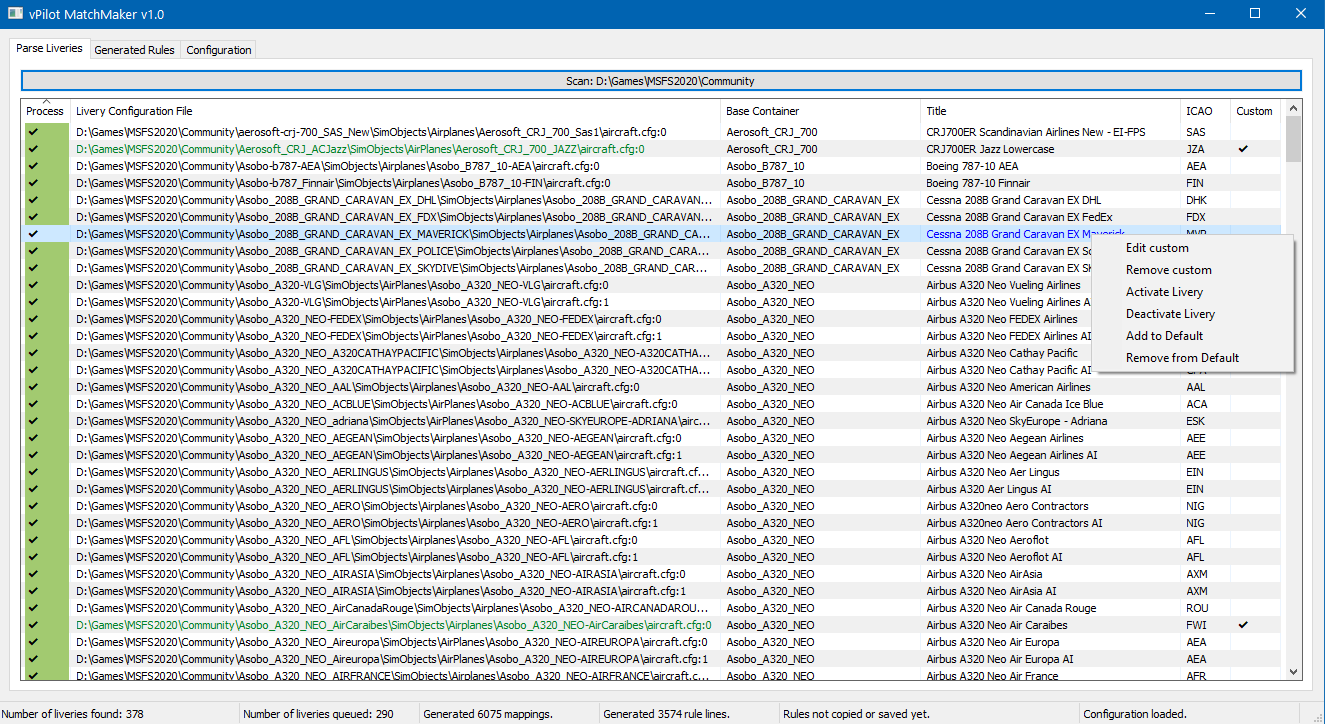 vPilot MatchMaker v1.0
Parse Liveries Generated Rules Configuration
Scan: D:\Games\MSFS2020\Community
Process Livery Configuration File Base Container Title ICAO Custom
D:\Games\MSFS2020\Community\aerosoft-crj-700_SAS_New\SimObjects\Airplanes\Aerosoft_CRJ_700_Sas1\aircraft.cfg:0 Aerosoft_CRJ_700 CRJ700ER Scandinavian Airlines New - EI-FPS SAS
D:\Games\MSFS2020\Community\Aerosoft_CRJ_ACJazz\SimObjects\AirPlanes\Aerosoft_CRJ_700_JAZZ\aircraft.cfg:0 Aerosoft_CRJ_700 CRJ700ER Jazz Lowercase JZA
D:\Games\MSFS2020\Community\Asobo-b787-AEA\SimObjects\Airplanes\Asobo_B787_10-AEA\aircraft.cfg:0 Asobo_B787_10 Boeing 787-10 AEA AEA
D:\Games\MSFS2020\Community\Asobo-b787_Finnair\SimObjects\Airplanes\Asobo_B787_10-FIN\aircraft.cfg:0 Asobo_B787_10 Boeing 787-10 Finnair FIN
D:\Games\MSFS2020\Community\Asobo_208B_GRAND_CARAVAN_EX_DHL\SimObjects\Airplanes\Asobo_208B_GRAND_CARAVAN... Asobo_208B_GRAND_CARAVAN_EX Cessna 208B Grand Caravan EX DHL DHK
D:\Games\MSFS2020\Community\Asobo_208B_GRAND_CARAVAN_EX_FDX\SimObjects\Airplanes\Asobo_208B_GRAND_CARAVAN... Asobo_208B_GRAND_CARAVAN_EX Cessna 208B Grand Caravan EX FedEx FDX
D:\Games\MSFS2020\Community\Asobo_208B_GRAND_CARAVAN_EX_MAVERICK\SimObjects\Airplanes\Asobo_208B_GRAND_CA... Asobo_208B_GRAND_CARAVAN_EX Cessna 208B Grand Caravan EX Maverick
D:\Games\MSFS2020\Community\Asobo_208B_GRAND_CARAVAN_EX_POLICE\SimObjects\Airplanes\Asobo_208B_GRAND_CARA... Asobo_208B_GRAND_CARAVAN_EX Cessna 208B Grand Caravan EX
D:\Games\MSFS2020\Community\Asobo_208B_GRAND_CARAVAN_EX_SKYDIVE\SimObjects\Airplanes\Asobo_208B_GRAND_CAR... Asobo_208B_GRAND_CARAVAN_EX Cessna 208B Grand Caravan EX
D:\Games\MSFS2020\Community\Asobo_A320-VLG\SimObjects\Airplanes\Asobo_A320_NEO-VLG\aircraft.cfg:0 Asobo_A320_NEO Airbus A320 Neo Vueling Airlines
D:\Games\MSFS2020\Community\Asobo_A320-VLG\SimObjects\Airplanes\Asobo_A320_NEO-VLG\aircraft.cfg:1 Asobo_A320_NEO Airbus A320 Neo Vueling Airlines
D:\Games\MSFS2020\Community\Asobo_A320_NEO-FEDEX\SimObjects\AirPlanes\Asobo_A320_NEO-FEDEX\aircraft.cfg:0 Asobo_A320_NEO Airbus A320 Neo FEDEX Airlines
D:\Games\MSFS2020\Community\Asobo_A320_NEO-FEDEX\SimObjects\AirPlanes\Asobo_A320_NEO-FEDEX\aircraft.cfg:1 Asobo_A320_NEO Airbus A320 Neo FEDEX Airlines AI
D:\Games\MSFS2020\Community\Asobo_A320_NEO_A320CATHAYPACIFIC\SimObjects\Airplanes\Asobo_A320_NEO-A320CATHA... Asobo_A320_NEO Airbus A320 Neo Cathay Pacific
D:\Games\MSFS2020\Community\Asobo_A320_NEO_A320CATHAYPACIFIC\SimObjects\Airplanes\Asobo_A320_NEO-A320CATHA... Asobo_A320_NEO Airbus A320 Neo Cathay Pacific AI
Edit custom
Remove custom
Activate Livery
Deactivate Livery
Add to Default
Remove from Default
D:\Games\MSFS2020\Community\Asobo_A320_NEO_AAL\SimObjects\Airplanes\Asobo_A320_NEO-AAL\aircraft.cfg:0 Asobo_A320_NEO Airbus A320 Neo American Airlines AAL
D:\Games\MSFS2020\Community\Asobo_A320_NEO_ACBLUE\SimObjects\AirPlanes\Asobo_A320_NEO-ACBLUE\aircraft.cfg:0 Asobo_A320_NEO Airbus A320 Neo Air Canada Ice Blue ACA
D:\Games\MSFS2020\Community\Asobo_A320_NEO_adriana\SimObjects\AirPlanes\Asobo_A320_NEO-SKYEUROPE-ADRIANA\airc... Asobo_A320_NEO Airbus A320 Neo SkyEurope - Adriana ESK
D:\Games\MSFS2020\Community\Asobo_A320_NEO_AEGEAN\SimObjects\AirPlanes\Asobo_A320_NEO-AEGEAN\aircraft.cfg:0 Asobo_A320_NEO Airbus A320 Neo Aegean Airlines AEE
D:\Games\MSFS2020\Community\Asobo_A320_NEO_AEGEAN\SimObjects\AirPlanes\Asobo_A320_NEO-AEGEAN\aircraft.cfg:1 Asobo_A320_NEO Airbus A320 Neo Aegean Airlines AI AEE
D:\Games\MSFS2020\Community\Asobo_A320_NEO_AERLINGUS\SimObjects\Airplanes\Asobo_A320_NEO-AERLINGUS\aircraft.cf... Asobo_A320_NEO Airbus A320 Neo Aer Lingus EIN
D:\Games\MSFS2020\Community\Asobo_A320_NEO_AERLINGUS\SimObjects\Airplanes\Asobo_A320_NEO-AERLINGUS\aircraft.cf... Asobo_A320_NEO Airbus A320 Aer Lingus AI EIN
D:\Games\MSFS2020\Community\Asobo_A320_NEO_AERO\SimObjects\Airplanes\Asobo_A320_NEO-AERO\aircraft.cfg:0 Asobo_A320_NEO Airbus A320neo Aero Contractors NIG
D:\Games\MSFS2020\Community\Asobo_A320_NEO_AERO\SimObjects\Airplanes\Asobo_A320_NEO-AERO\aircraft.cfg:1 Asobo_A320_NEO Airbus A320neo Aero Contractors AI NIG
D:\Games\MSFS2020\Community\Asobo_A320_NEO_AFL\SimObjects\Airplanes\Asobo_A320_NEO-AFL\aircraft.cfg:0 Asobo_A320_NEO Airbus A320 Neo Aeroflot AFL
D:\Games\MSFS2020\Community\Asobo_A320_NEO_AFL\SimObjects\Airplanes\Asobo_A320_NEO-AFL\aircraft.cfg:1 Asobo_A320_NEO Airbus A320 Neo Aeroflot AI AFL
D:\Games\MSFS2020\Community\Asobo_A320_NEO_AIRASIA\SimObjects\Airplanes\Asobo_A320_NEO-AIRASIA\aircraft.cfg:0 Asobo_A320_NEO Airbus A320 Neo AirAsia AXM
D:\Games\MSFS2020\Community\Asobo_A320_NEO_AIRASIA\SimObjects\Airplanes\Asobo_A320_NEO-AIRASIA\aircraft.cfg:1 Asobo_A320_NEO Airbus A320 Neo AirAsia AI AXM
D:\Games\MSFS2020\Community\Asobo_A320_NEO_AirCanadaRouge\SimObjects\Airplanes\Asobo_A320_NEO-AIRCANADAROU... Asobo_A320_NEO Airbus A320 Neo Air Canada Rouge ROU
D:\Games\MSFS2020\Community\Asobo_A320_NEO_AirCaraibes\SimObjects\Airplanes\Asobo_A320_NEO-AirCaraibes\aircraft.cfg:0 Asobo_A320_NEO Airbus A320 Neo Air Caraibes FWI
D:\Games\MSFS2020\Community\Asobo_A320_NEO_Aireuropa\SimObjects\AirPlanes\Asobo_A320_NEO-AIREUROPA\aircraft.cfg:0 Asobo_A320_NEO Airbus A320 Neo Air Europa AEA
D:\Games\MSFS2020\Community\Asobo_A320_NEO_Aireuropa\SimObjects\AirPlanes\Asobo_A320_NEO-AIREUROPA\aircraft.cfg:1 Asobo_A320_NEO Airbus A320 Neo Air Europa AI AEA
D:\Games\MSFS2020\Community\Asobo_A320_NEO_AIRFRANCE\SimObjects\Airplanes\Asobo_A320_NEO-AIRFRANCE\aircraft.c... Asobo_A320_NEO Airbus A320 Neo Air France AFR
Number of liveries found: 378 Number of liveries queued: 290 Generated 6075 mappings. Generated 3574 rule lines. Rules not copied or saved yet. Configuration loaded.